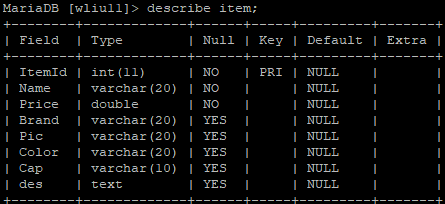 MariaDB [wliu11]> describe item;
+--------+-------------+------+-----+---------+-------+
| Field | Type | Null | Key | Default | Extra |
+--------+-------------+------+-----+---------+-------+
| ItemId | int(11) | NO | PRI | NULL | |
| Name | varchar(20) | NO | | NULL | |
| Price | double | NO | | NULL | |
| Brand | varchar(20) | YES | | NULL | |
| Pic | varchar(20) | YES | | NULL | |
| Color | varchar(20) | YES | | NULL | |
| Cap | varchar(10) | YES | | NULL | |
| des | text | YES | | NULL | |
+--------+-------------+------+-----+---------+-------+